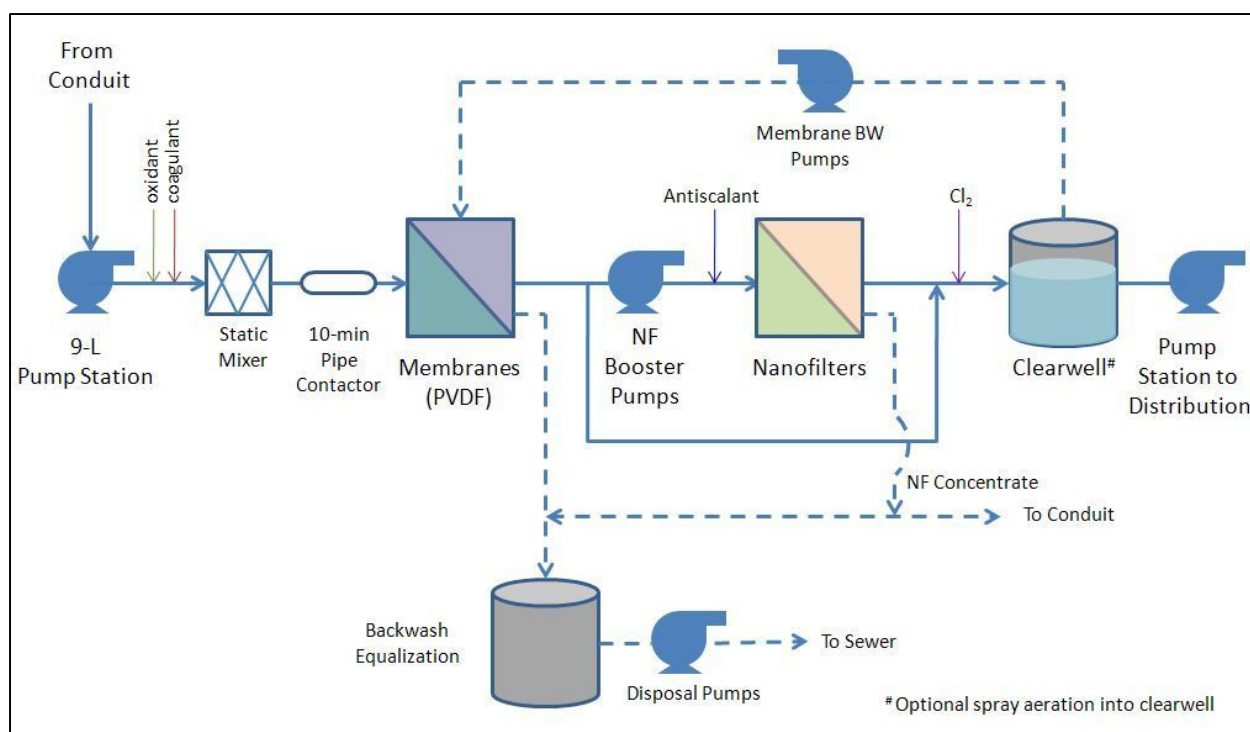 From
Conduit
oxidant
coagulant
9-L
Pump Station
Static
Mixer
10-min
Pipe
Contactor
Membranes
(PVDF)
Membrane BW
Pumps
NF
Booster
Pumps
Antiscalant
Nanofilters
Cl₂
Clearwell#
Pump
Station to
Distribution
NF Concentrate
To Conduit
Backwash
Equalization
Disposal Pumps
To Sewer
# Optional spray aeration into clearwell